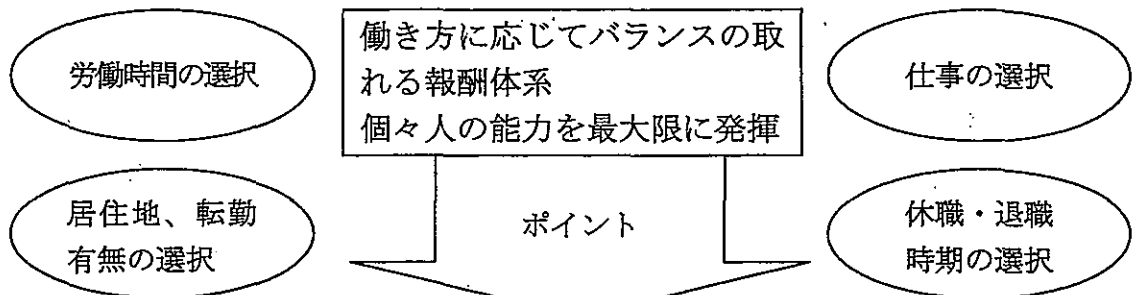 労働時間の選択
働き方に応じてバランスの取
れる報酬体系
個々人の能力を最大限に発揮
仕事の選択
居住地、転勤
有無の選択
ポイント
休職・退職
時期の選択